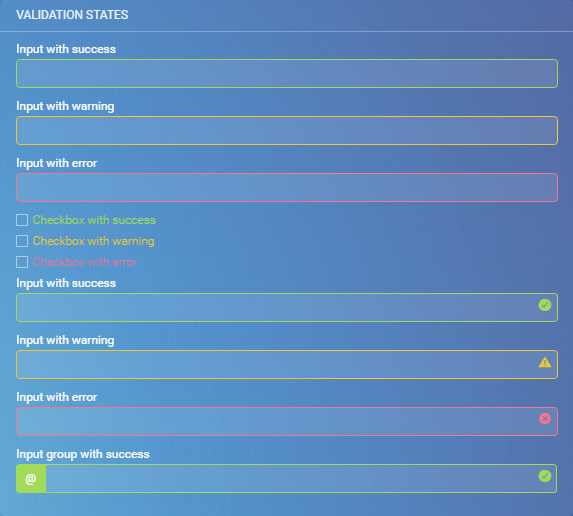 VALIDATION STATES
Input with success
Input with warning
Input with error
Checkbox with success
Checkbox with warning
Checkbox with error
Input with success
Input with warning
Input with error
Input group with success
@